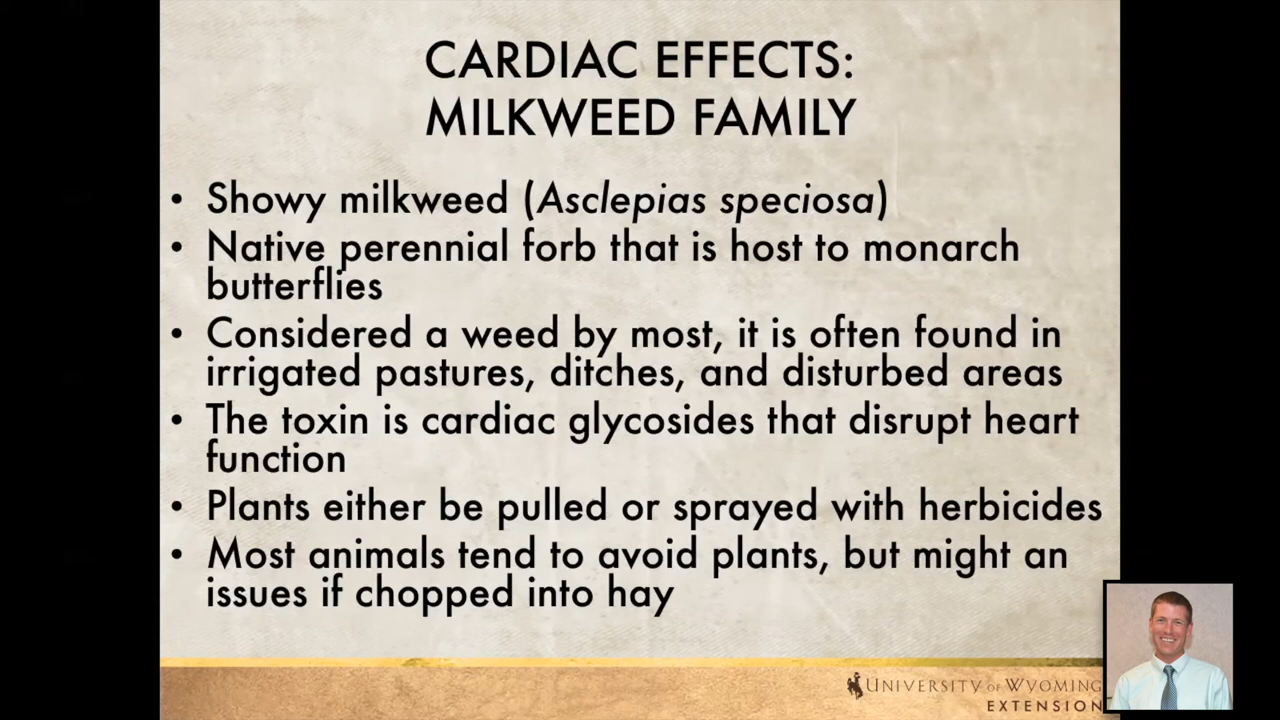 CARDIAC EFFECTS:
MILKWEED FAMILY
• Showy milkweed (Asclepias speciosa)
• Native perennial forb that is host to monarch
butterflies
• Considered a weed by most, it is often found in
irrigated pastures, ditches, and disturbed areas
• The toxin is cardiac glycosides that disrupt heart
function
• Plants either be pulled or sprayed with herbicides
• Most animals tend to avoid plants, but might an
issues if chopped into hay
UNIVERSITY OF WYOMING
EXTENSION